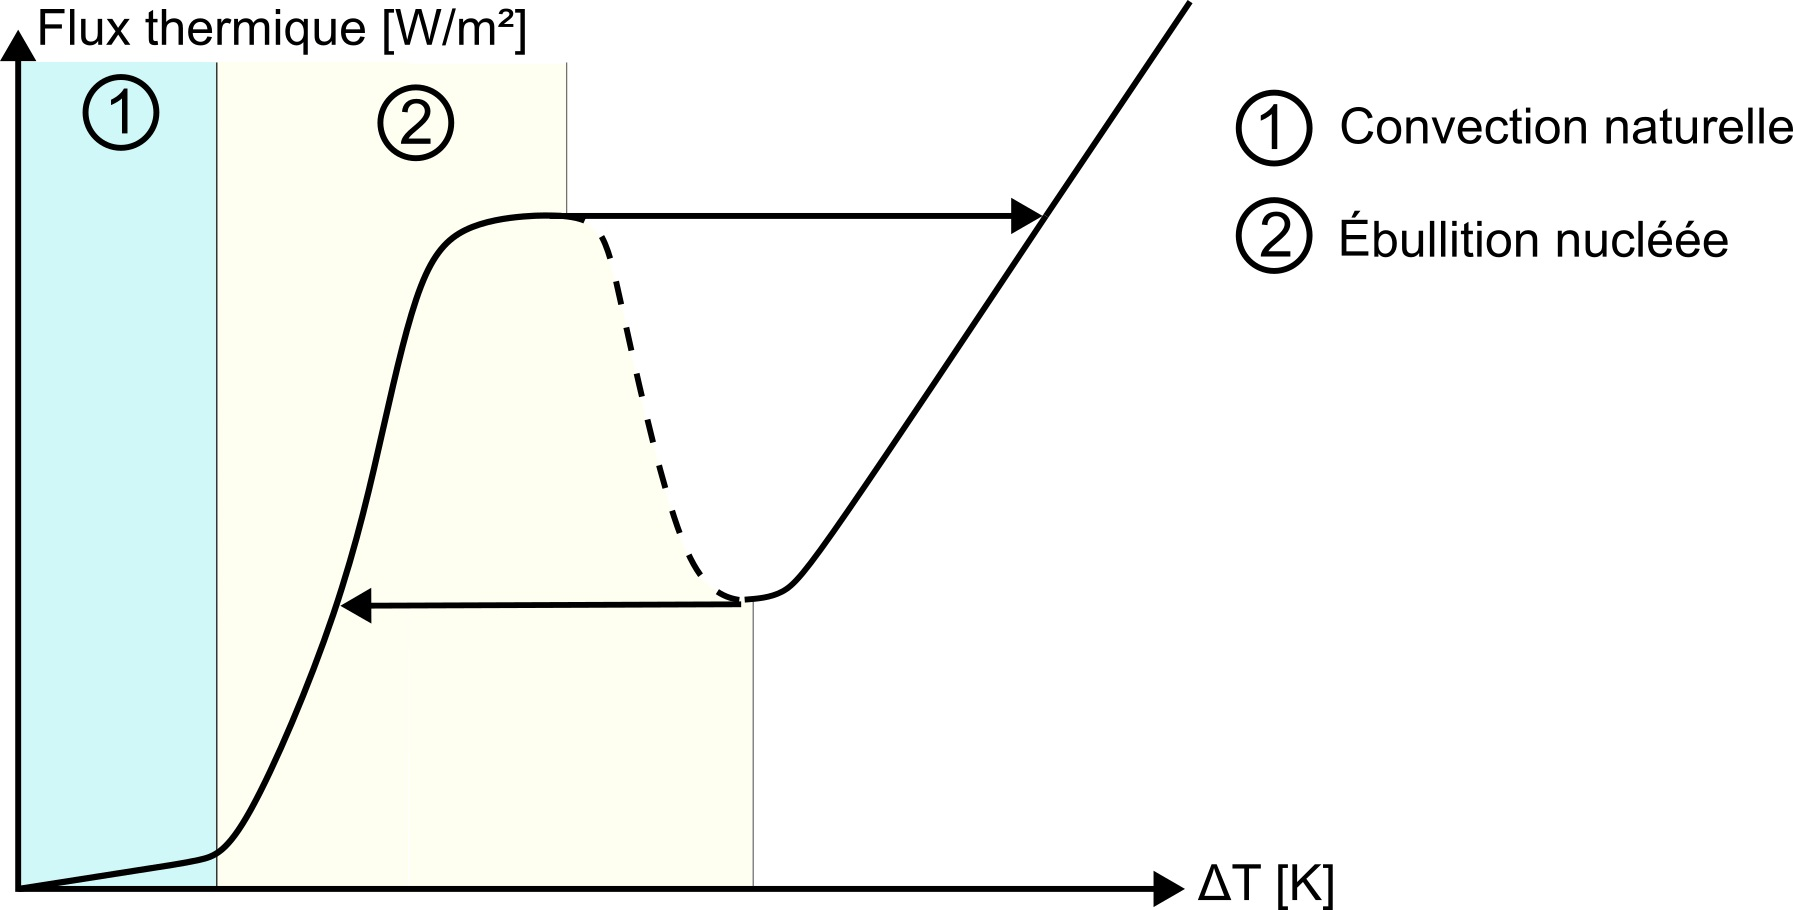 Flux thermique [W/m²]
1
2
1 Convection naturelle
2 Ébullition nucléée
ΔT [K]